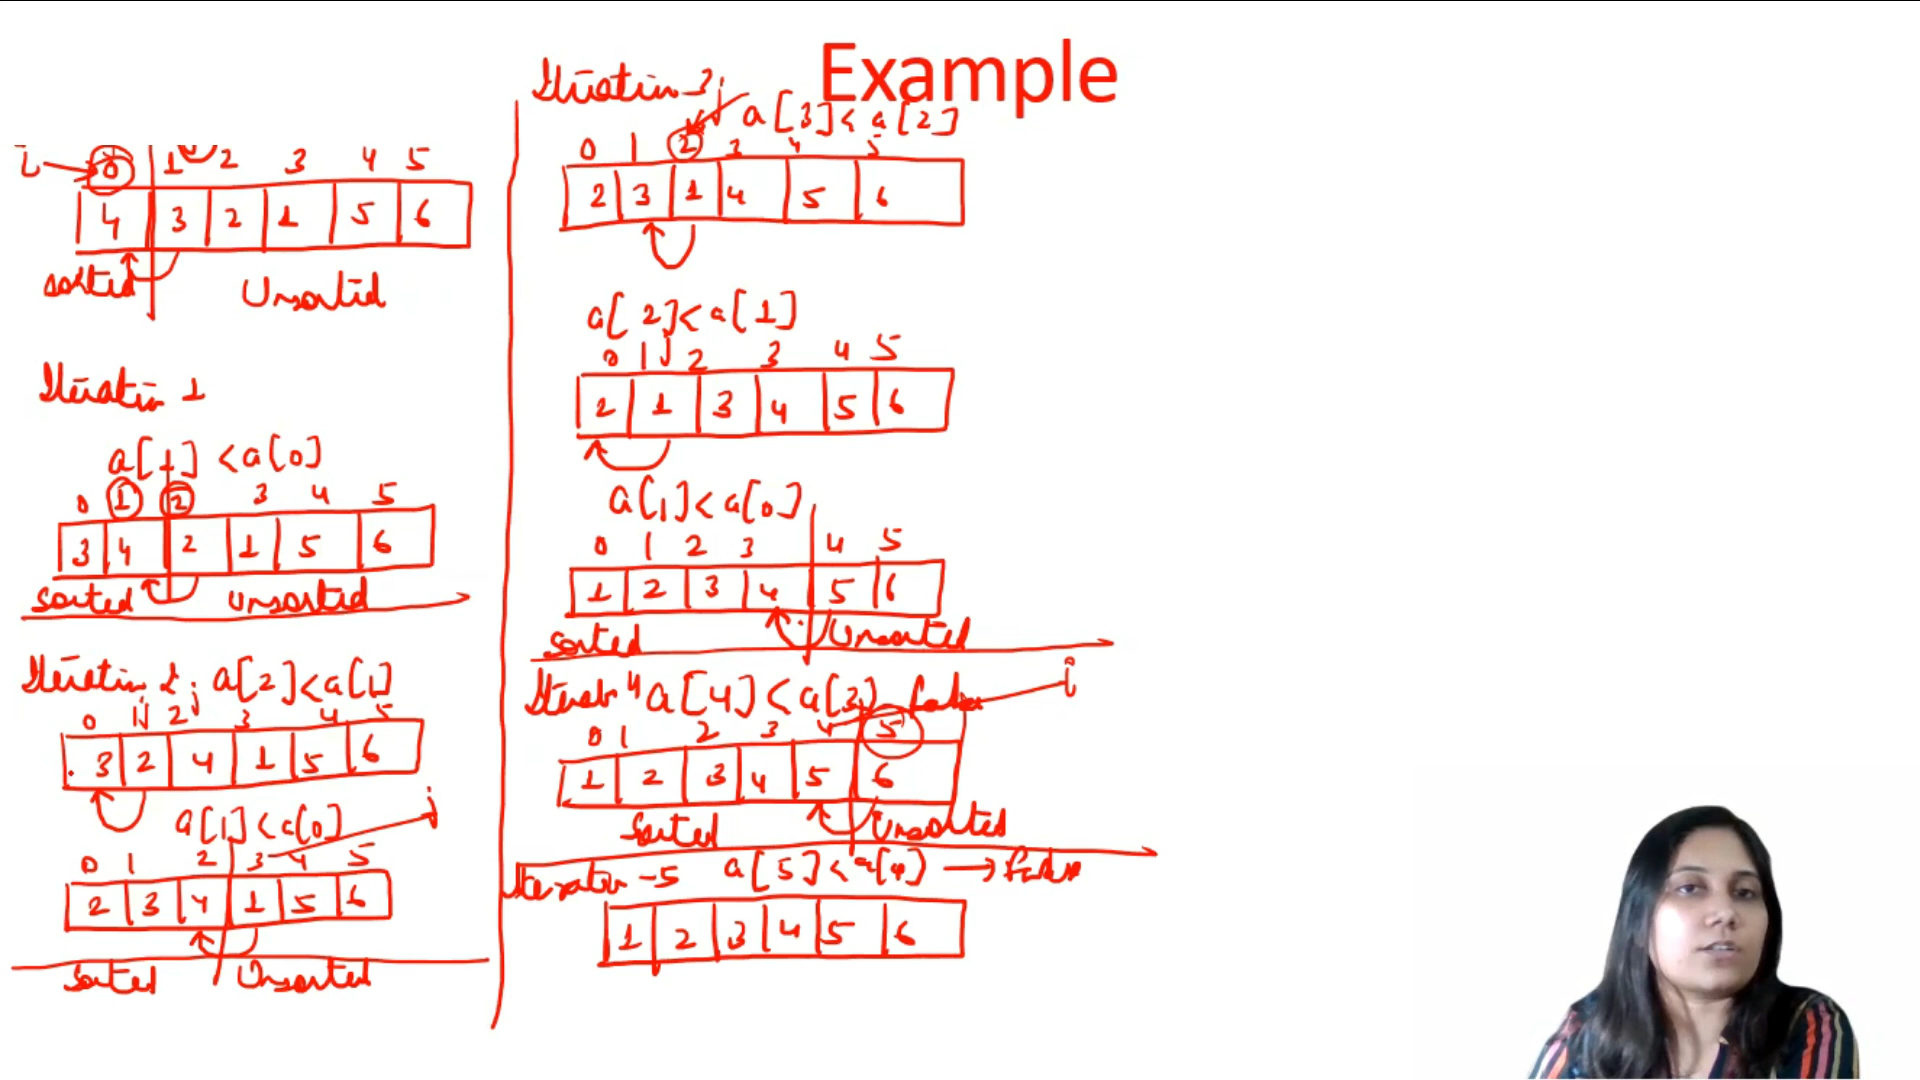 Example
i 0 1 2 3 4 5
4 3 2 1 5 6
sorted Unsorted
Iteration 1
a[1] < a[0]
0 1 2 3 4 5
3 4 2 1 5 6
Sorted Unsorted
Iteration 2 a[2] < a[1]
0 1 j 2 j 3 4 5
3 2 4 1 5 6
a[1] < a[0] i
0 1 2 3 4 5
2 3 4 1 5 6
Sorted Unsorted
Iteration - 3 j
a[3] < a[2]
0 1 2 3 4 5
2 3 1 4 5 6
a[2] < a[1]
0 1 j 2 3 4 5
2 1 3 4 5 6
a[1] < a[0]
0 1 2 3 4 5
1 2 3 4 5 6
Sorted Unsorted
4 a[4] < a[3] i
0 1 2 3 4 5
1 2 3 4 5 6
Sorted Unsorted
Iteration - 5 a[5] < a[4] → False
1 2 3 4 5 6